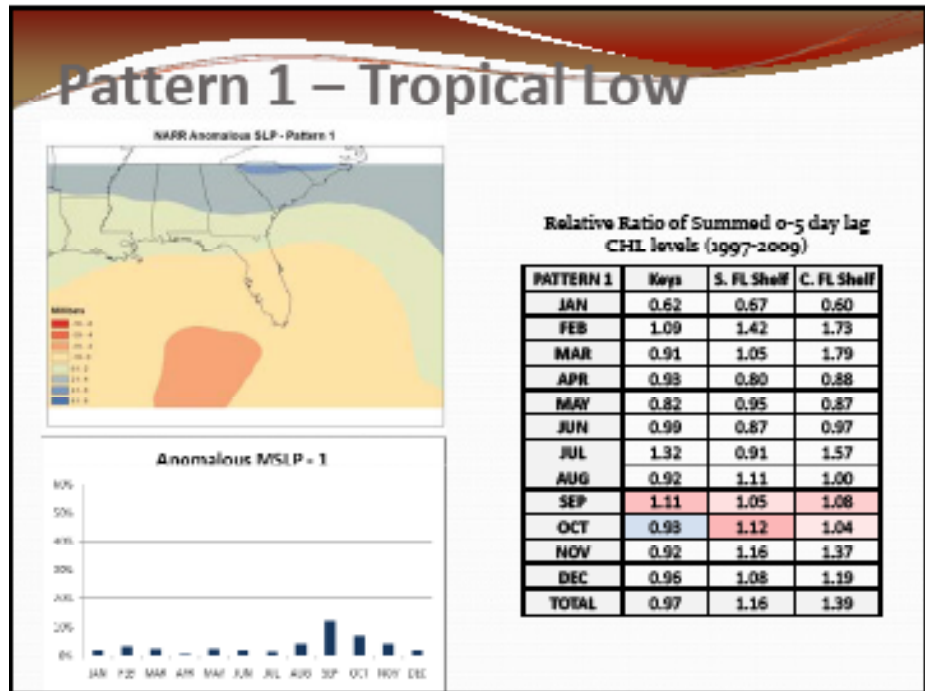 Pattern 1 – Tropical Low
NARR Anomalous SLP - Pattern 1
Millibars
Anomalous MSLP - 1
60%
50%
40%
30%
20%
10%
0%
JAN FEB MAR APR MAY JUN JUL AUG SEP OCT NOV DEC
Relative Ratio of Summed 0-5 day lag
CHL levels (1997-2009)
PATTERN 1 Keys S. FL Shelf C. FL Shelf
JAN 0.62 0.67 0.60
FEB 1.09 1.42 1.73
MAR 0.91 1.05 1.79
APR 0.93 0.80 0.88
MAY 0.82 0.95 0.87
JUN 0.99 0.87 0.97
JUL 1.32 0.91 1.57
AUG 0.92 1.11 1.00
SEP 1.11 1.05 1.08
OCT 0.93 1.12 1.04
NOV 0.92 1.16 1.37
DEC 0.96 1.08 1.19
TOTAL 0.97 1.16 1.39